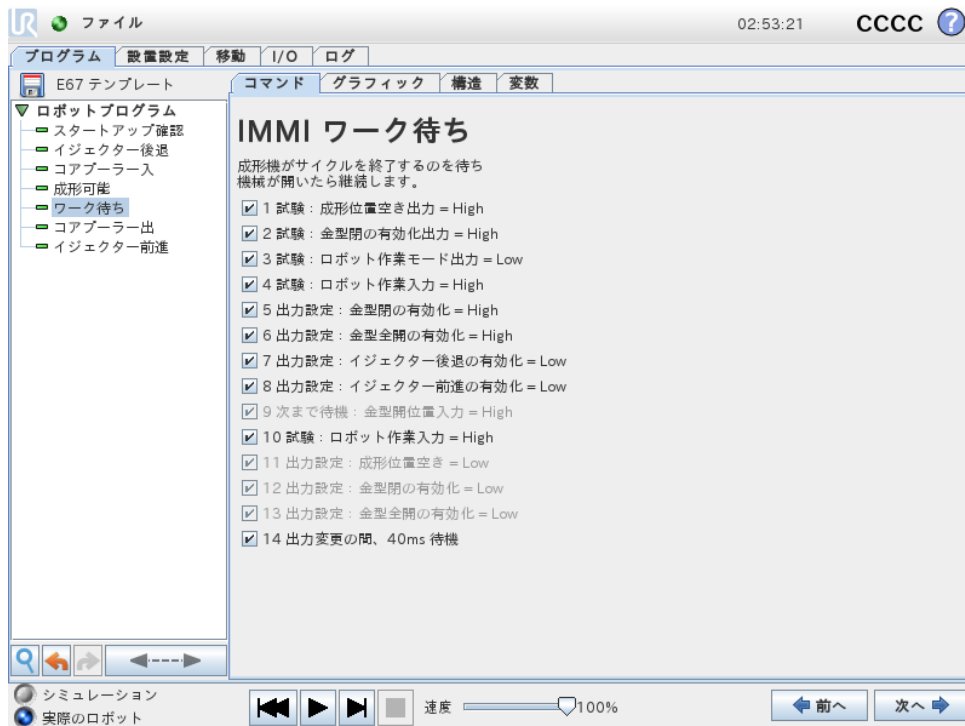 UR ファイル 02:53:21 CCCC ?
プログラム 設置設定 移動 I/O ログ
E67 テンプレート
コマンド グラフィック 構造 変数
ロボットプログラム
スタートアップ確認
イジェクター後退
コアプーラー入
成形可能
ワーク待ち
コアプーラー出
イジェクター前進
IMMI ワーク待ち
成形機がサイクルを終了するのを待ち
機械が開いたら継続します。
1 試験：成形位置空き出力 = High
2 試験：金型閉の有効化出力 = High
3 試験：ロボット作業モード出力 = Low
4 試験：ロボット作業入力 = High
5 出力設定：金型閉の有効化 = High
6 出力設定：金型全開の有効化 = High
7 出力設定：イジェクター後退の有効化 = Low
8 出力設定：イジェクター前進の有効化 = Low
9 次まで待機：金型開位置入力 = High
10 試験：ロボット作業入力 = High
11 出力設定：成形位置空き = Low
12 出力設定：金型閉の有効化 = Low
13 出力設定：金型全開の有効化 = Low
14 出力変更の間、40ms 待機
シミュレーション
実際のロボット
速度 100%
前へ 次へ